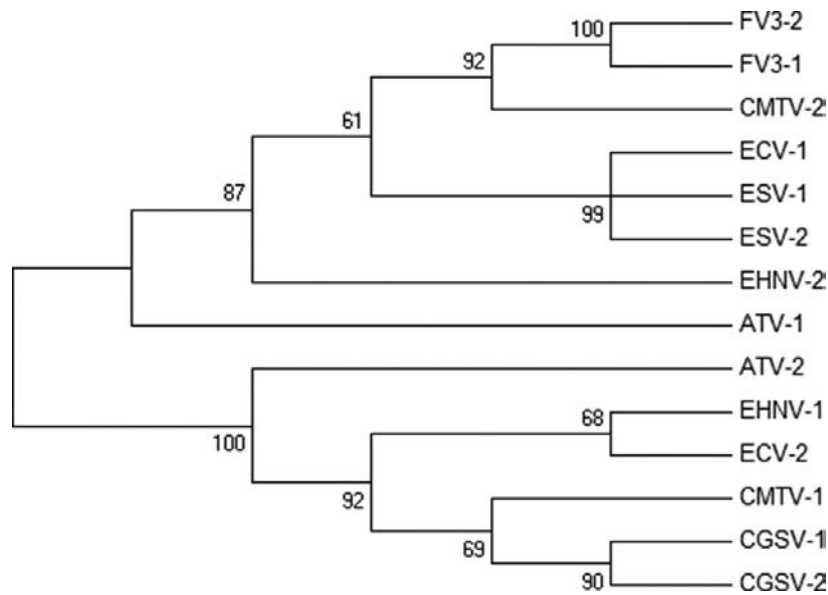 FV3-2
100
FV3-1
92
CMTV-2
61
ECV-1
ESV-1
99
87
ESV-2
EHNV-2
ATV-1
ATV-2
EHNV-1
68
100
ECV-2
CMTV-1
92
CGSV-1
69
CGSV-2
90